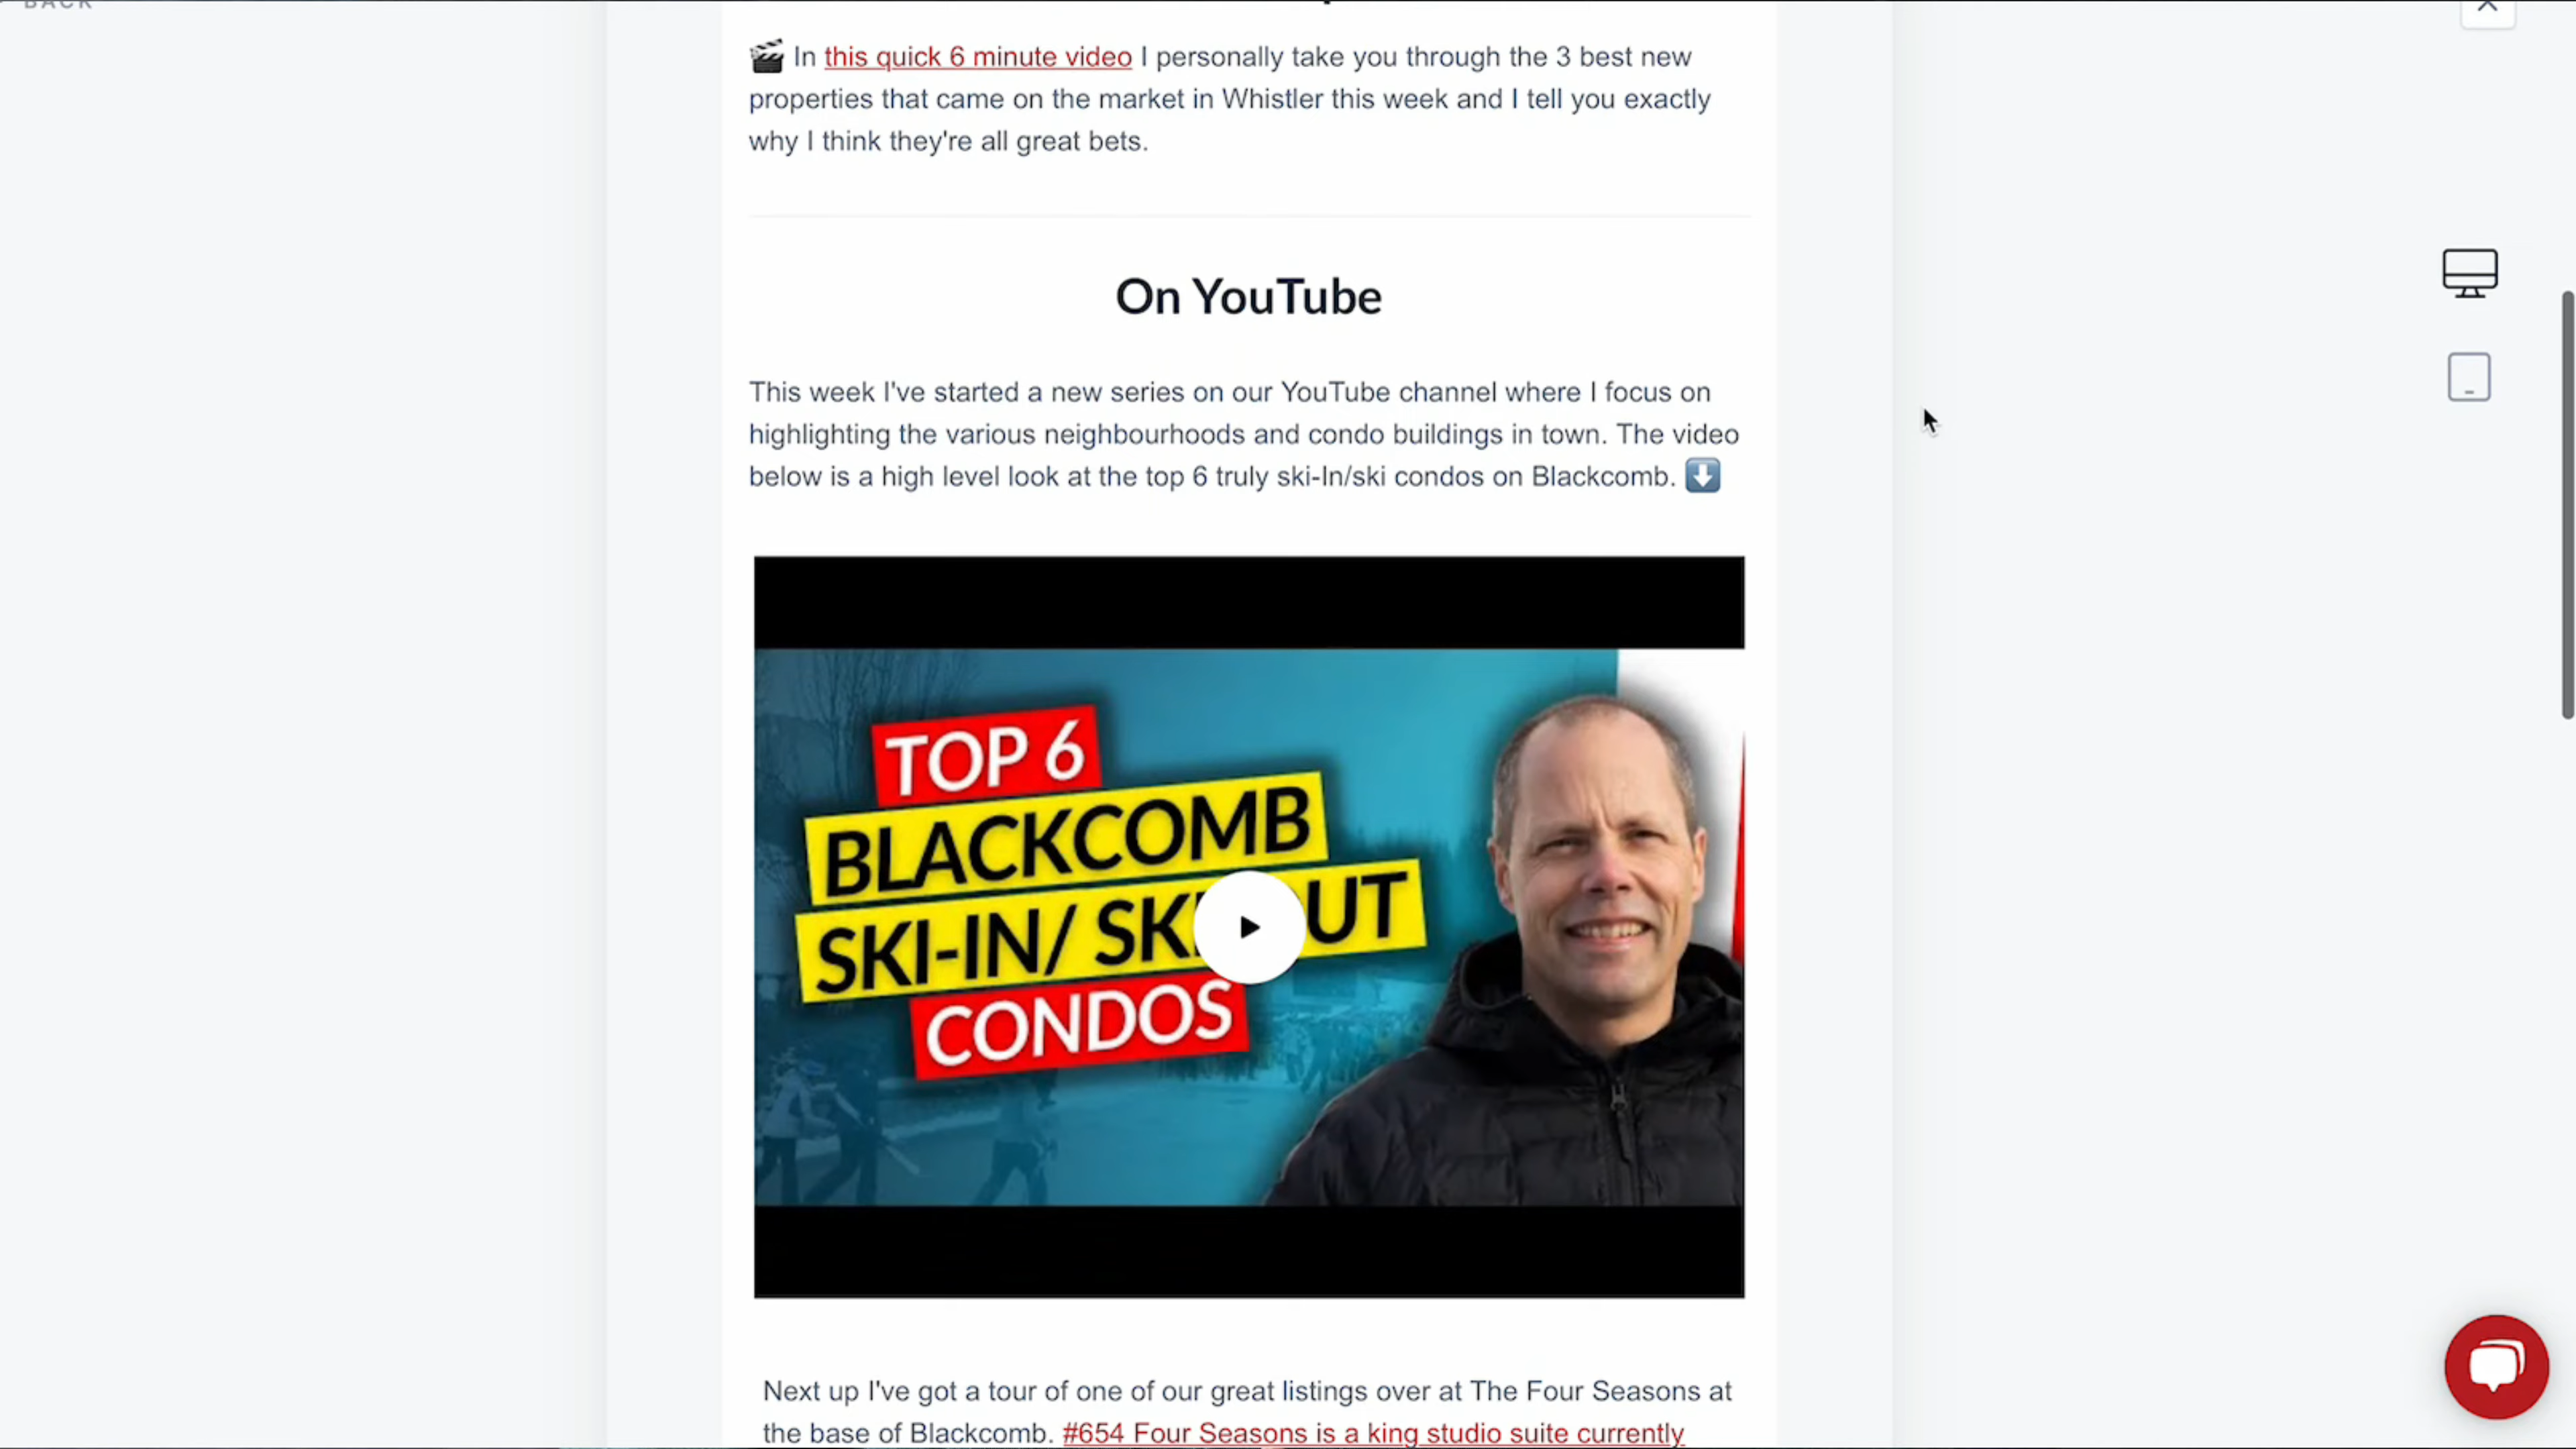 BACK
In this quick 6 minute video I personally take you through the 3 best new
properties that came on the market in Whistler this week and I tell you exactly
why I think they're all great bets.
On YouTube
This week I've started a new series on our YouTube channel where I focus on
highlighting the various neighbourhoods and condo buildings in town. The video
below is a high level look at the top 6 truly ski-In/ski condos on Blackcomb.
TOP 6
BLACKCOMB
SKI-IN/ SK UT
CONDOS
Next up I've got a tour of one of our great listings over at The Four Seasons at
the base of Blackcomb. #654 Four Seasons is a king studio suite currently